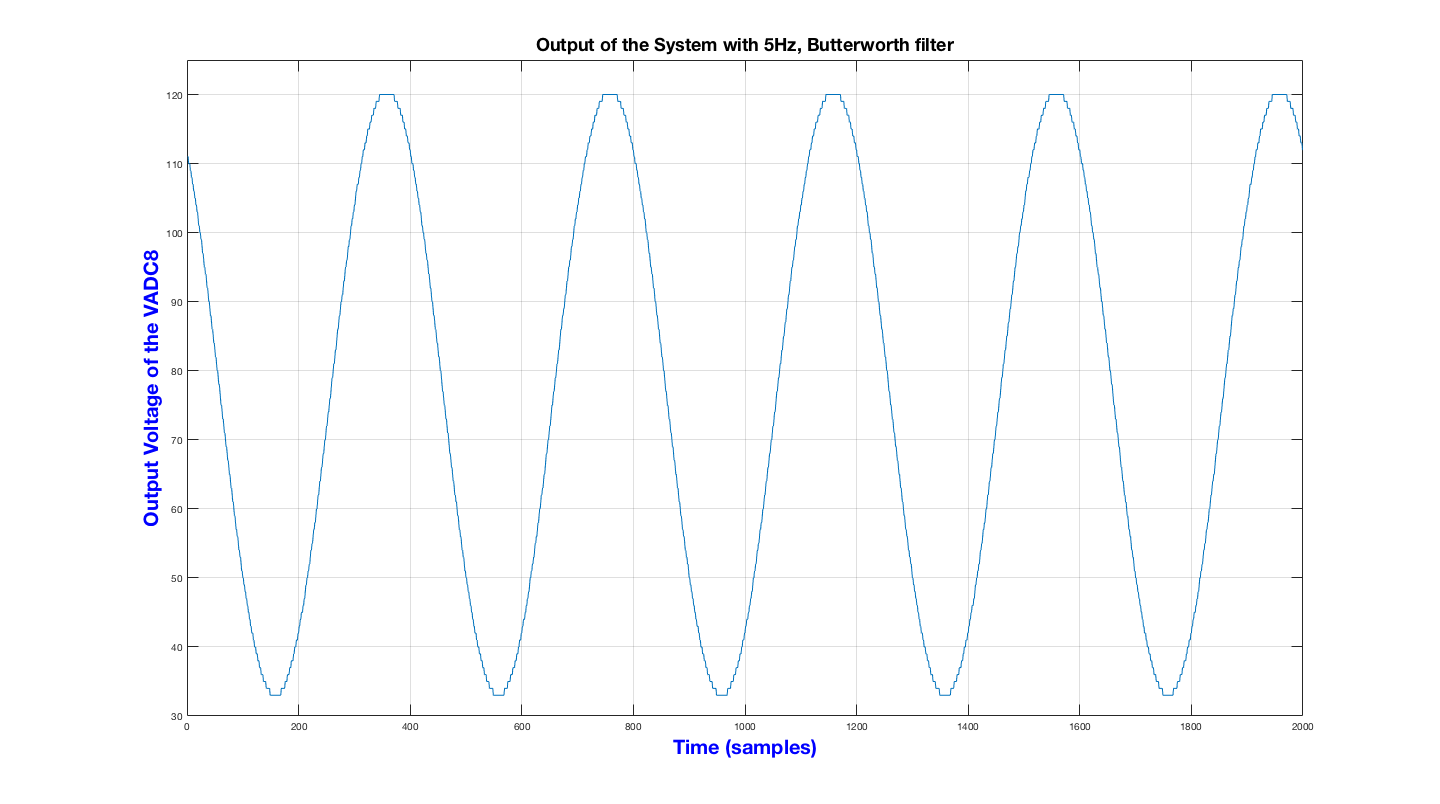 Output of the System with 5Hz, Butterworth filter
Output Voltage of the VADC8
120
110
100
90
80
70
60
50
40
30
0 200 400 600 800 1000 1200 1400 1600 1800 2000
Time (samples)